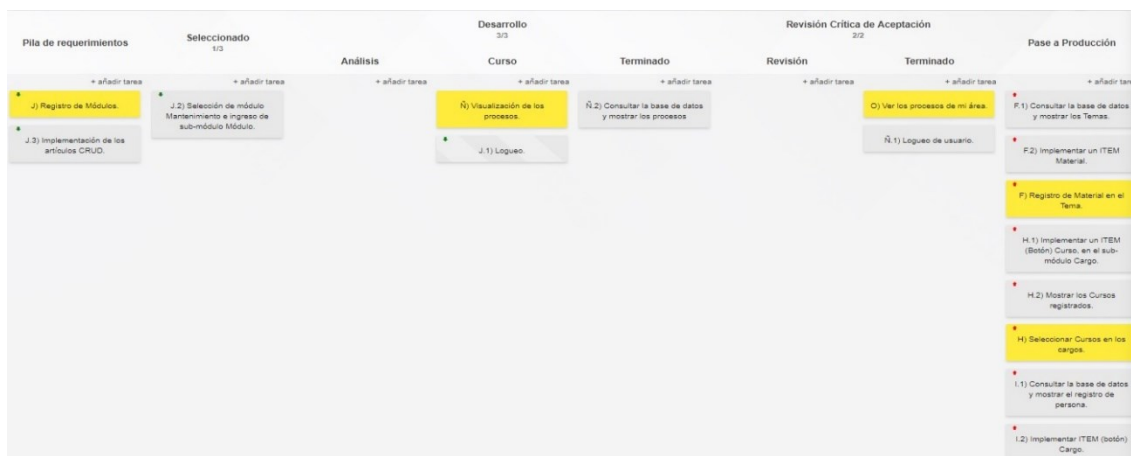 Pila de requerimientos
Seleccionado
1/3
Desarrollo
3/3
Análisis
Curso
Terminado
Revisión Crítica de Aceptación
2/2
Revisión
Terminado
Pase a Producción
+ añadir tarea
+ añadir tarea
+ añadir tarea
+ añadir tarea
+ añadir tarea
+ añadir tarea
+ añadir tarea
+ añadir tar
J) Registro de Módulos.
J.3) Implementación de los
artículos CRUD.
J.2) Selección de módulo
Mantenimiento e ingreso de
sub-módulo Módulo.
Ñ) Visualización de los
procesos.
J.1) Logueo.
Ñ.2) Consultar la base de datos
y mostrar los procesos
O) Ver los procesos de mi área.
Ñ.1) Logueo de usuario.
F.1) Consultar la base de datos
y mostrar los Temas.
F.2) Implementar un ITEM
Material.
F) Registro de Material en el
Tema.
H.1) Implementar un ITEM
(Botón) Curso, en el sub-
módulo Cargo.
H.2) Mostrar los Cursos
registrados.
H) Seleccionar Cursos en los
cargos.
I.1) Consultar la base de datos
y mostrar el registro de
persona.
I.2) Implementar ITEM (botón)
Cargo.